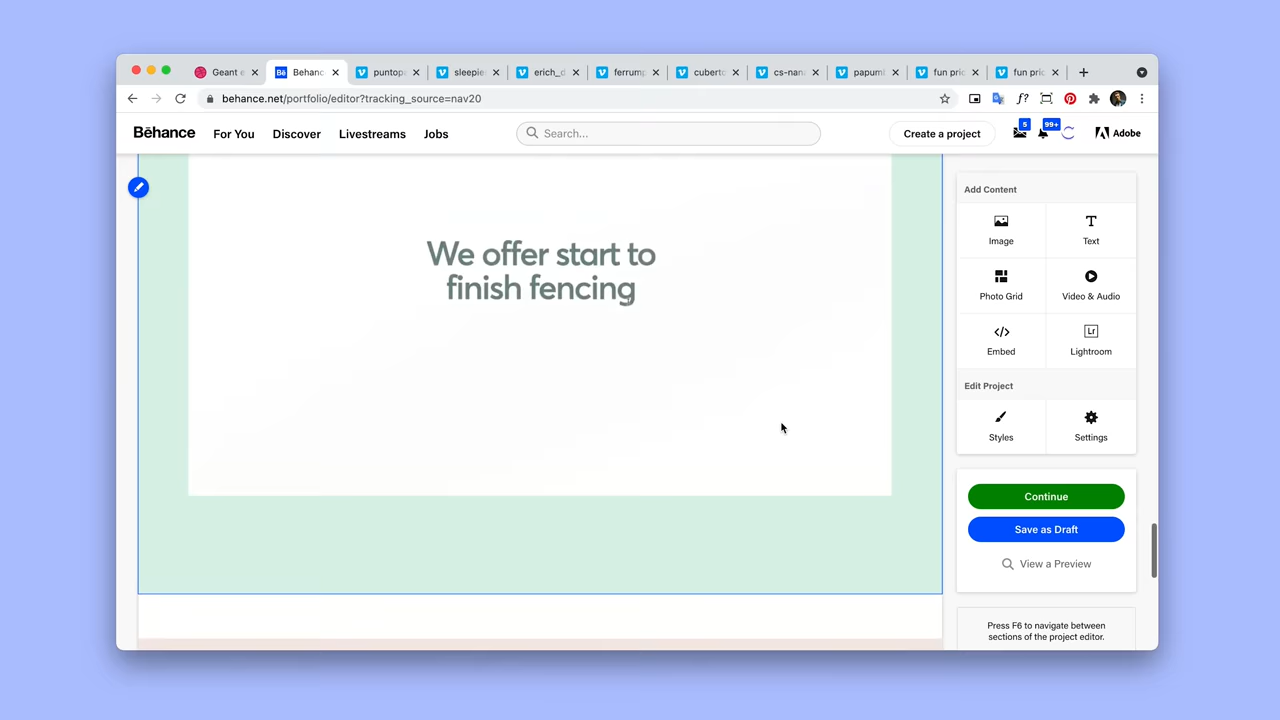 Geant e
Behanc
puntop
sleepie
erich_d
ferrump
cuberto
cs-nan
papumb
fun pric
fun pric
behance.net/portfolio/editor?tracking_source=nav20
f?
Bēhance
For You
Discover
Livestreams
Jobs
Search...
Create a project
5
99+
Adobe
We offer start to
finish fencing
Add Content
Image
Text
Photo Grid
Video & Audio
Embed
Lr
Lightroom
Edit Project
Styles
Settings
Continue
Save as Draft
View a Preview
Press F6 to navigate between
sections of the project editor.